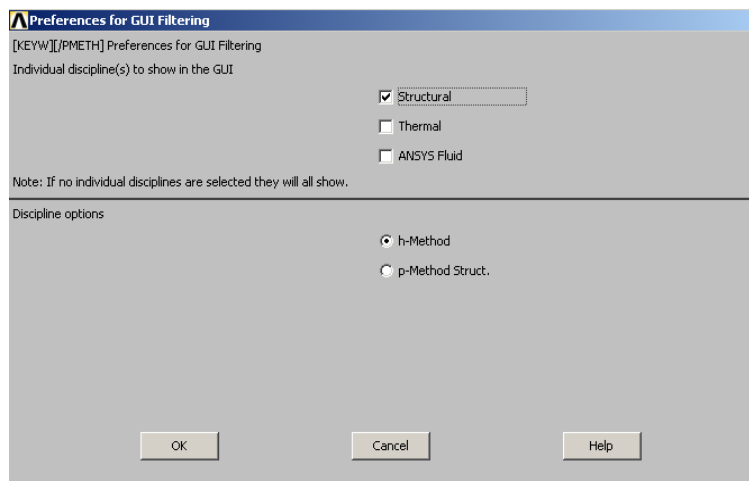 Preferences for GUI Filtering
[KEYW][/PMETH] Preferences for GUI Filtering
Individual discipline(s) to show in the GUI
Structural
Thermal
ANSYS Fluid
Note: If no individual disciplines are selected they will all show.
Discipline options
h-Method
p-Method Struct.
OK Cancel Help